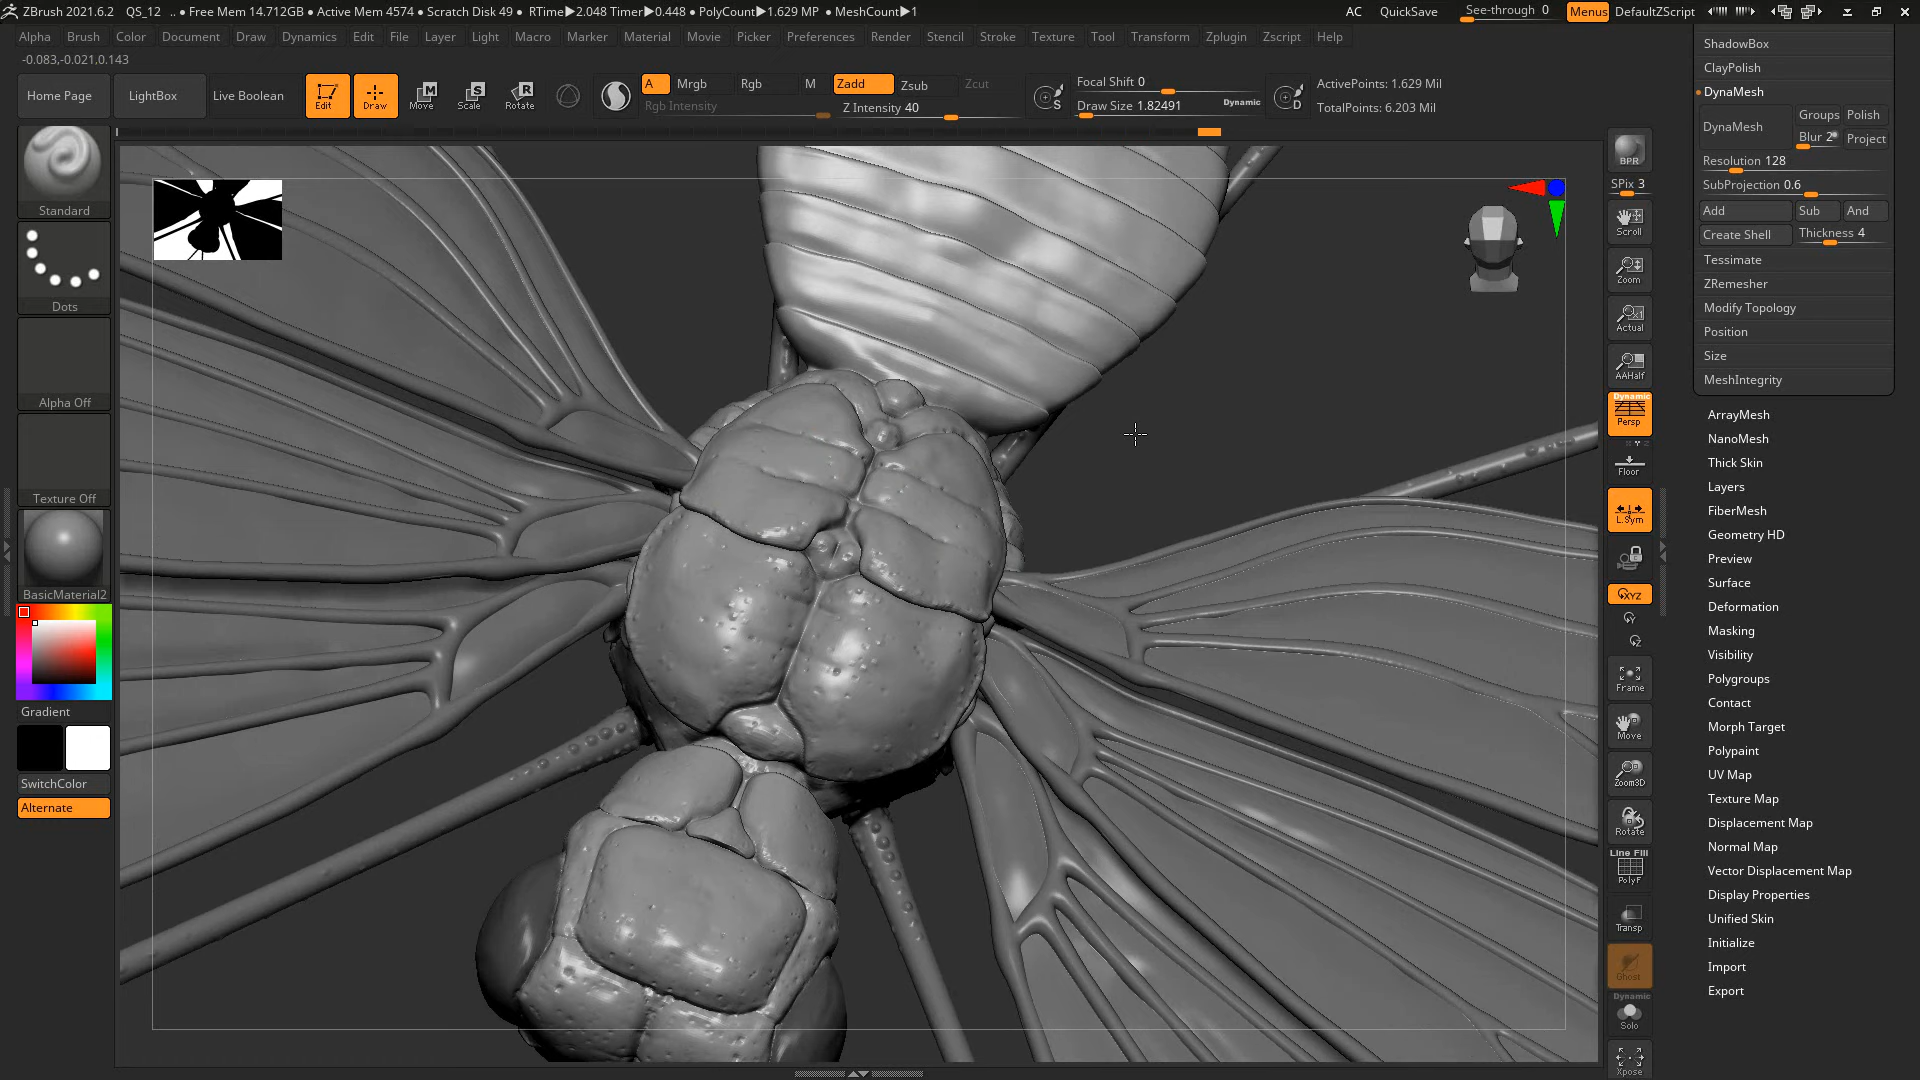 ZBrush 2021.6.2 QS_12 .. • Free Mem 14.712GB • Active Mem 4574 • Scratch Disk 49 • RTime▶2.048 Timer▶0.448 • PolyCount▶1.629 MP • MeshCount▶1 AC QuickSave See-through 0 Menus DefaultZScript
Alpha Brush Color Document Draw Dynamics Edit File Layer Light Macro Marker Material Movie Picker Preferences Render Stencil Stroke Texture Tool Transform Zplugin Zscript Help
-0.083,-0.021,0.143
Home Page LightBox Live Boolean Edit Draw Move Scale Rotate
A Mrgb Rgb M Zadd Zsub Zcut
Rgb Intensity Z Intensity 40
Focal Shift 0
Draw Size 1.82491 Dynamic
ActivePoints: 1.629 Mil
TotalPoints: 6.203 Mil
Standard
Dots
Alpha Off
Texture Off
BasicMaterial2
Gradient
SwitchColor
Alternate
BPR
SPix 3
Scroll
Zoom
Actual
AAHalf
Dynamic
Persp
Floor
L.Sym
XYZ
Y
Z
Frame
Move
Zoom3D
Rotate
Line Fill
PolyF
Transp
Ghost
Dynamic
Solo
Xpose
ShadowBox
ClayPolish
DynaMesh
DynaMesh Groups Polish
Blur 2 Project
Resolution 128
SubProjection 0.6
Add Sub And
Create Shell Thickness 4
Tessimate
ZRemesher
Modify Topology
Position
Size
MeshIntegrity
ArrayMesh
NanoMesh
Thick Skin
Layers
FiberMesh
Geometry HD
Preview
Surface
Deformation
Masking
Visibility
Polygroups
Contact
Morph Target
Polypaint
UV Map
Texture Map
Displacement Map
Normal Map
Vector Displacement Map
Display Properties
Unified Skin
Initialize
Import
Export